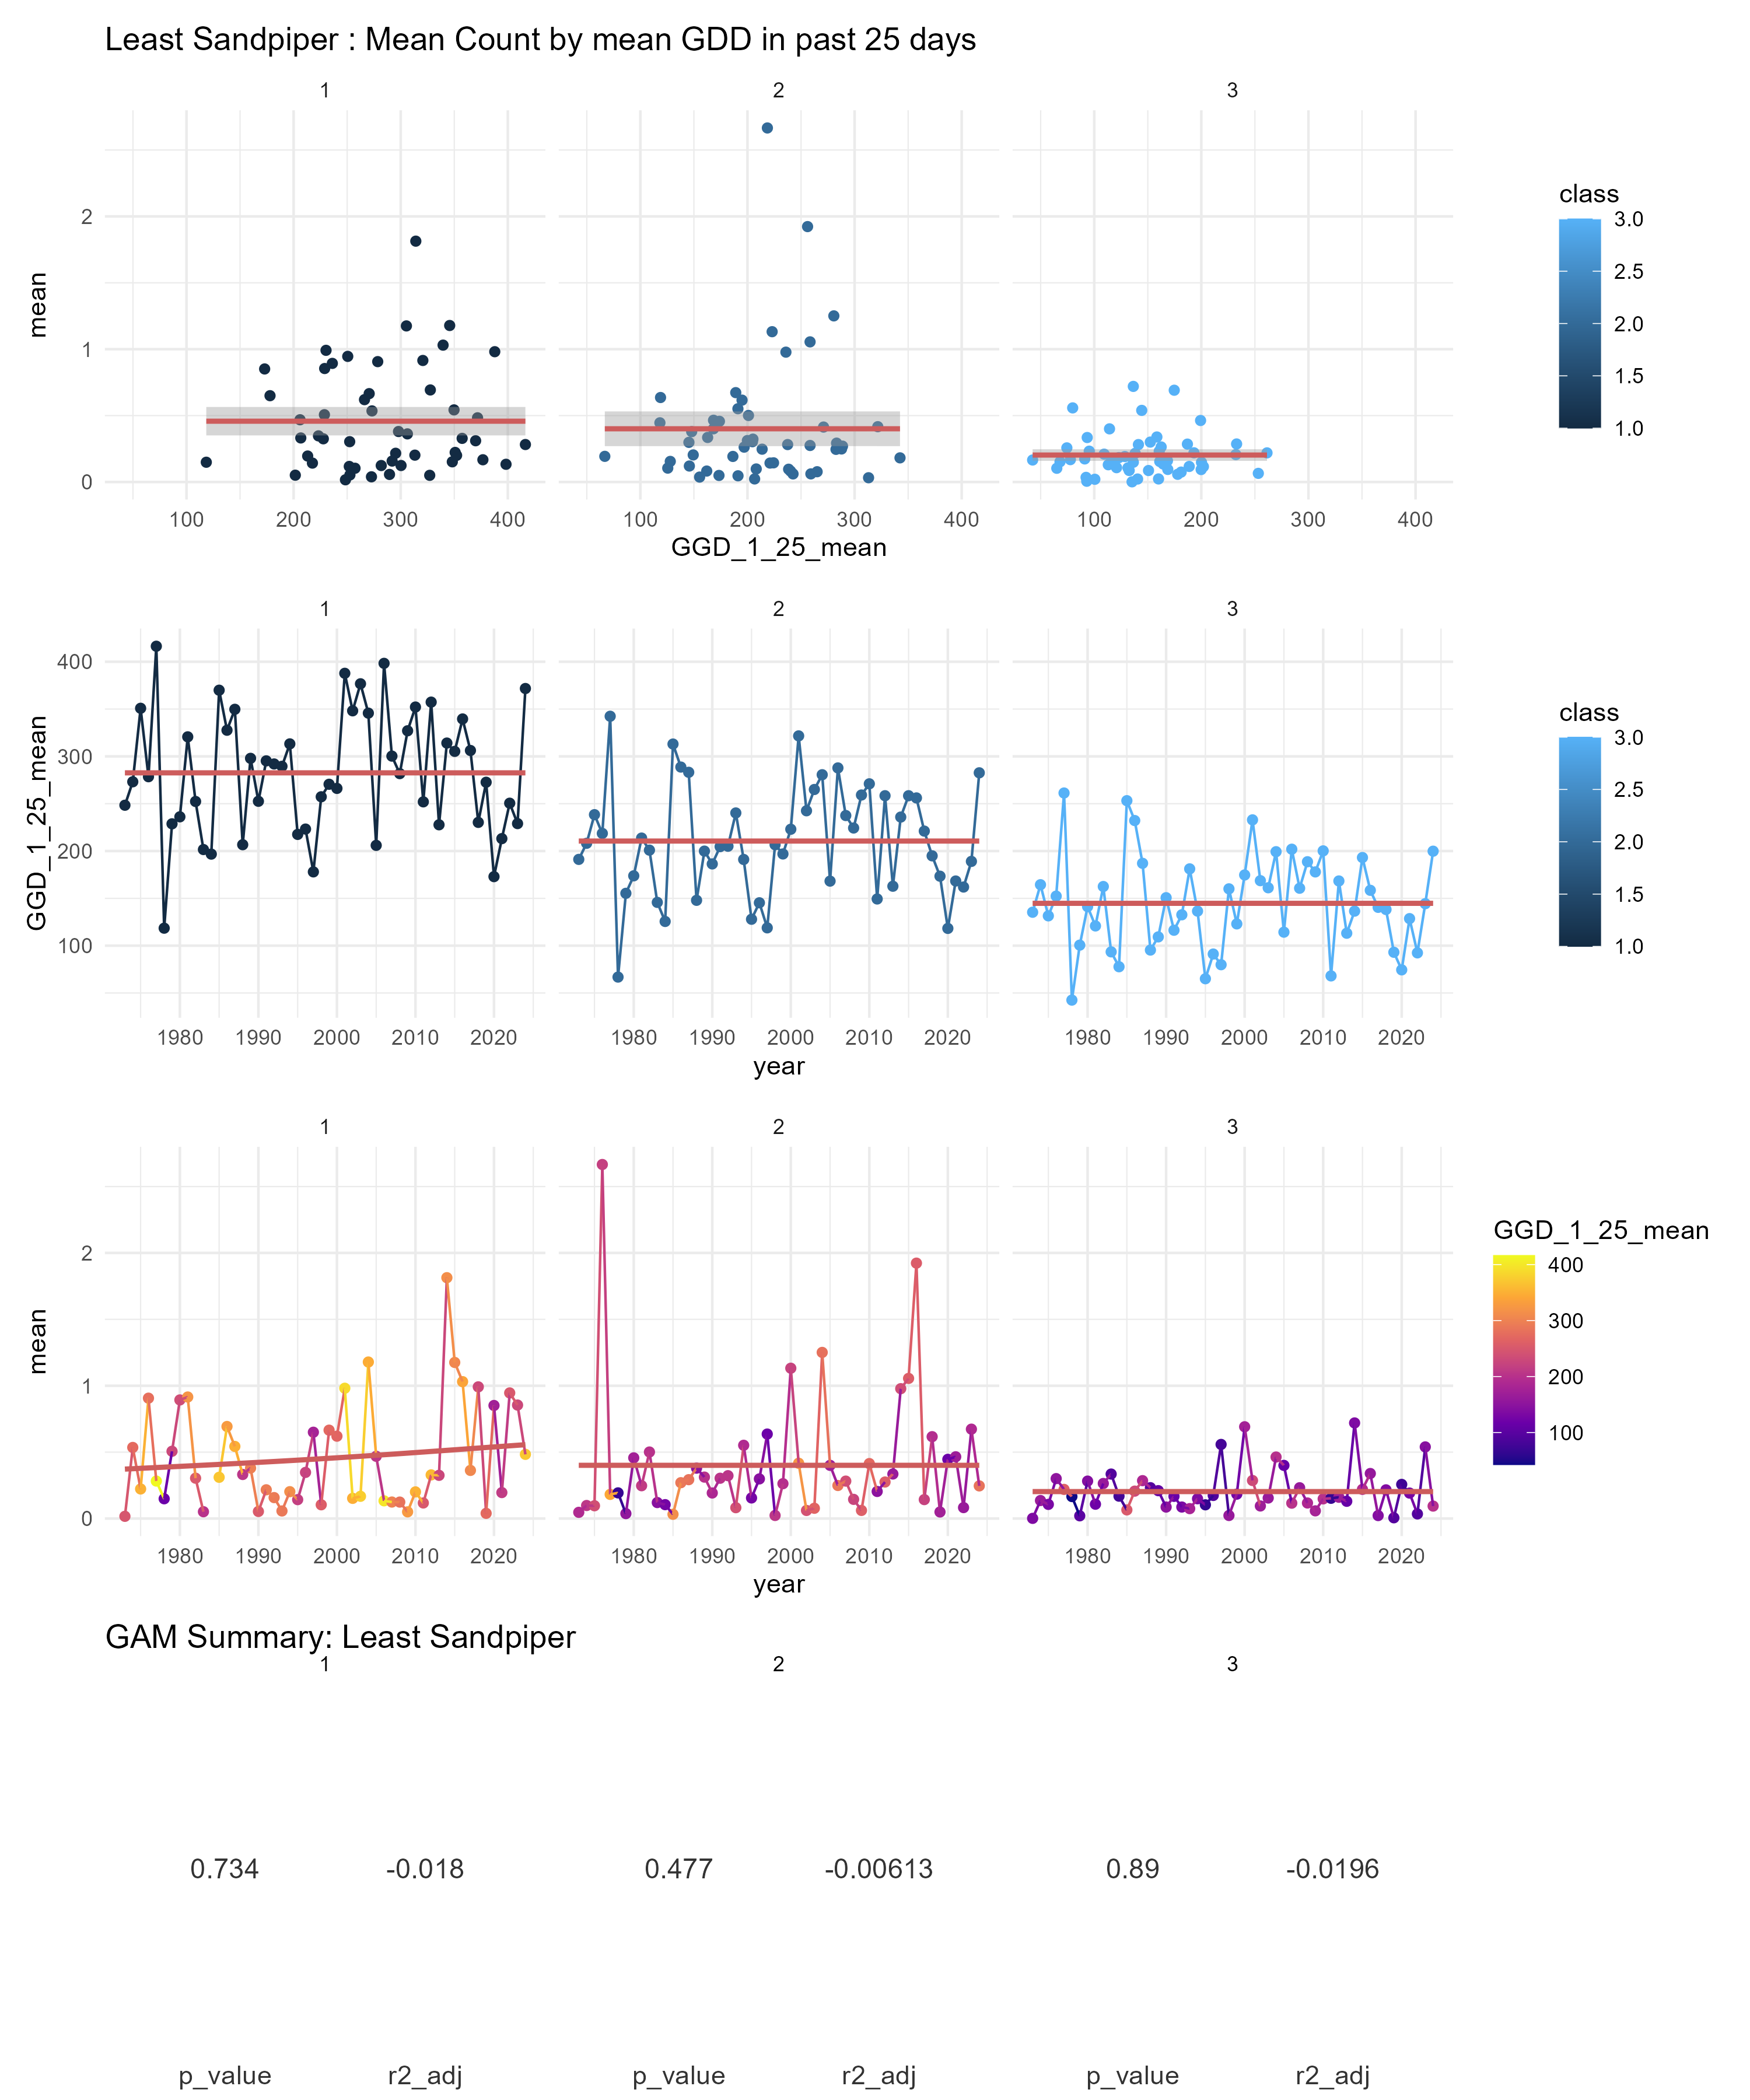 Least Sandpiper : Mean Count by mean GDD in past 25 days
1 2 3
mean
2
1
0
100 200 300 400 100 200 300 400 100 200 300 400
GGD_1_25_mean
class
3.0
2.5
2.0
1.5
1.0
1 2 3
GGD_1_25_mean
400
300
200
100
1980 1990 2000 2010 2020 1980 1990 2000 2010 2020 1980 1990 2000 2010 2020
year
class
3.0
2.5
2.0
1.5
1.0
1 2 3
mean
2
1
0
1980 1990 2000 2010 2020 1980 1990 2000 2010 2020 1980 1990 2000 2010 2020
year
GGD_1_25_mean
400
300
200
100
GAM Summary: Least Sandpiper
1 2 3
0.734 -0.018 0.477 -0.00613 0.89 -0.0196
p_value r2_adj p_value r2_adj p_value r2_adj